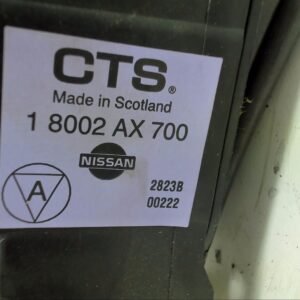 CTS®
Made in Scotland
1 8002 AX 700
NISSAN
A
2823B
00222